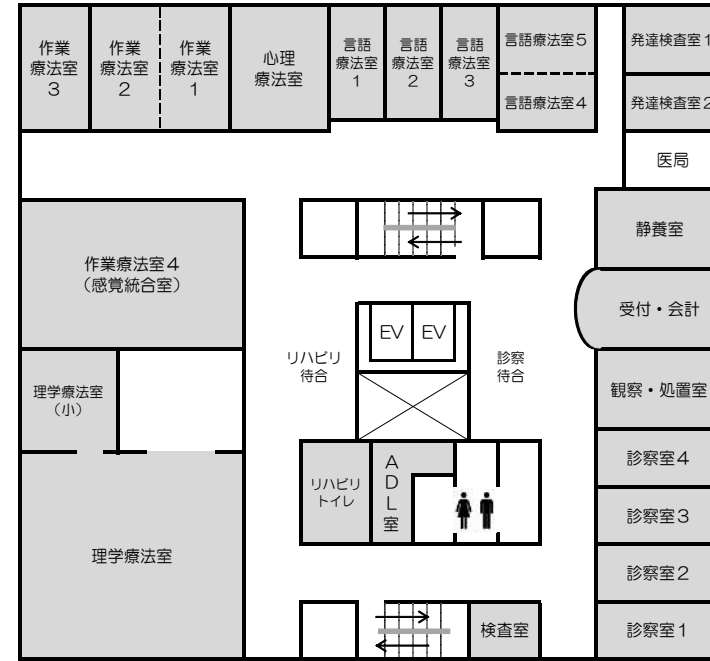 作業
療法室
3
作業
療法室
2
作業
療法室
1
心理
療法室
言語
療法室
1
言語
療法室
2
言語
療法室
3
言語療法室5
言語療法室4
発達検査室1
発達検査室2
医局
静養室
作業療法室4
（感覚統合室）
受付・会計
EV
EV
リハビリ
待合
診察
待合
理学療法室
（小）
観察・処置室
診察室4
リハビリ
トイレ
A
D
L
室
診察室3
理学療法室
診察室2
検査室
診察室1